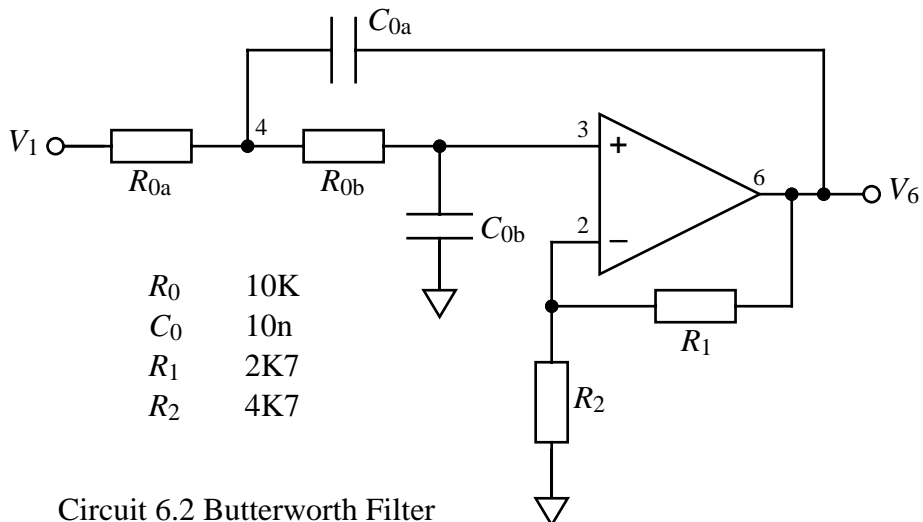 C0a
V1
4
R0a
R0b
3
+
6
V6
2
−
C0b
R0 10K
C0 10n
R1 2K7
R2 4K7
R1
R2
Circuit 6.2 Butterworth Filter